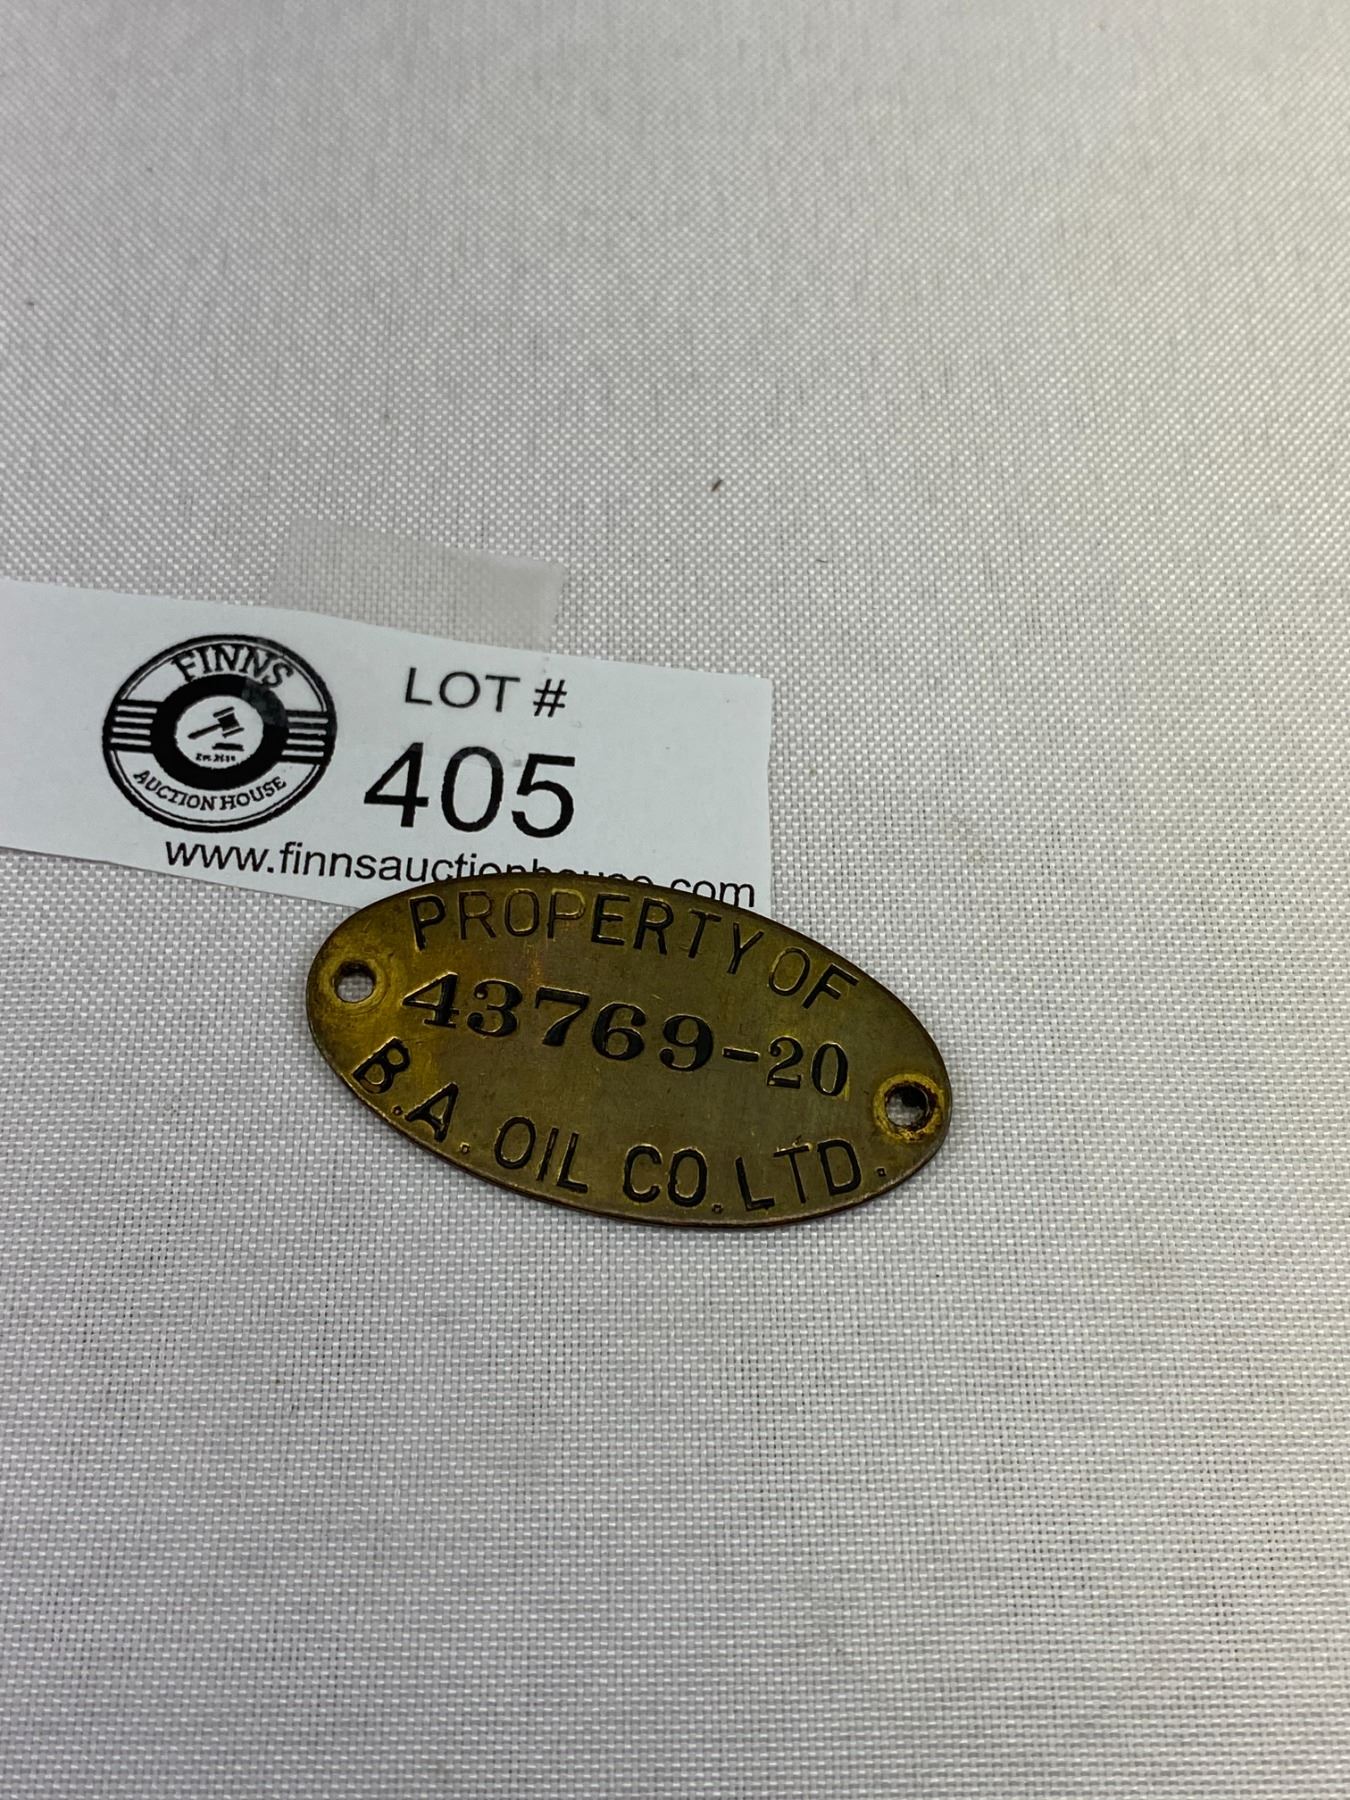 FINNS
AUCTION HOUSE
LOT #
405
PROPERTY OF
43769-20
B.A. OIL CO. LTD.